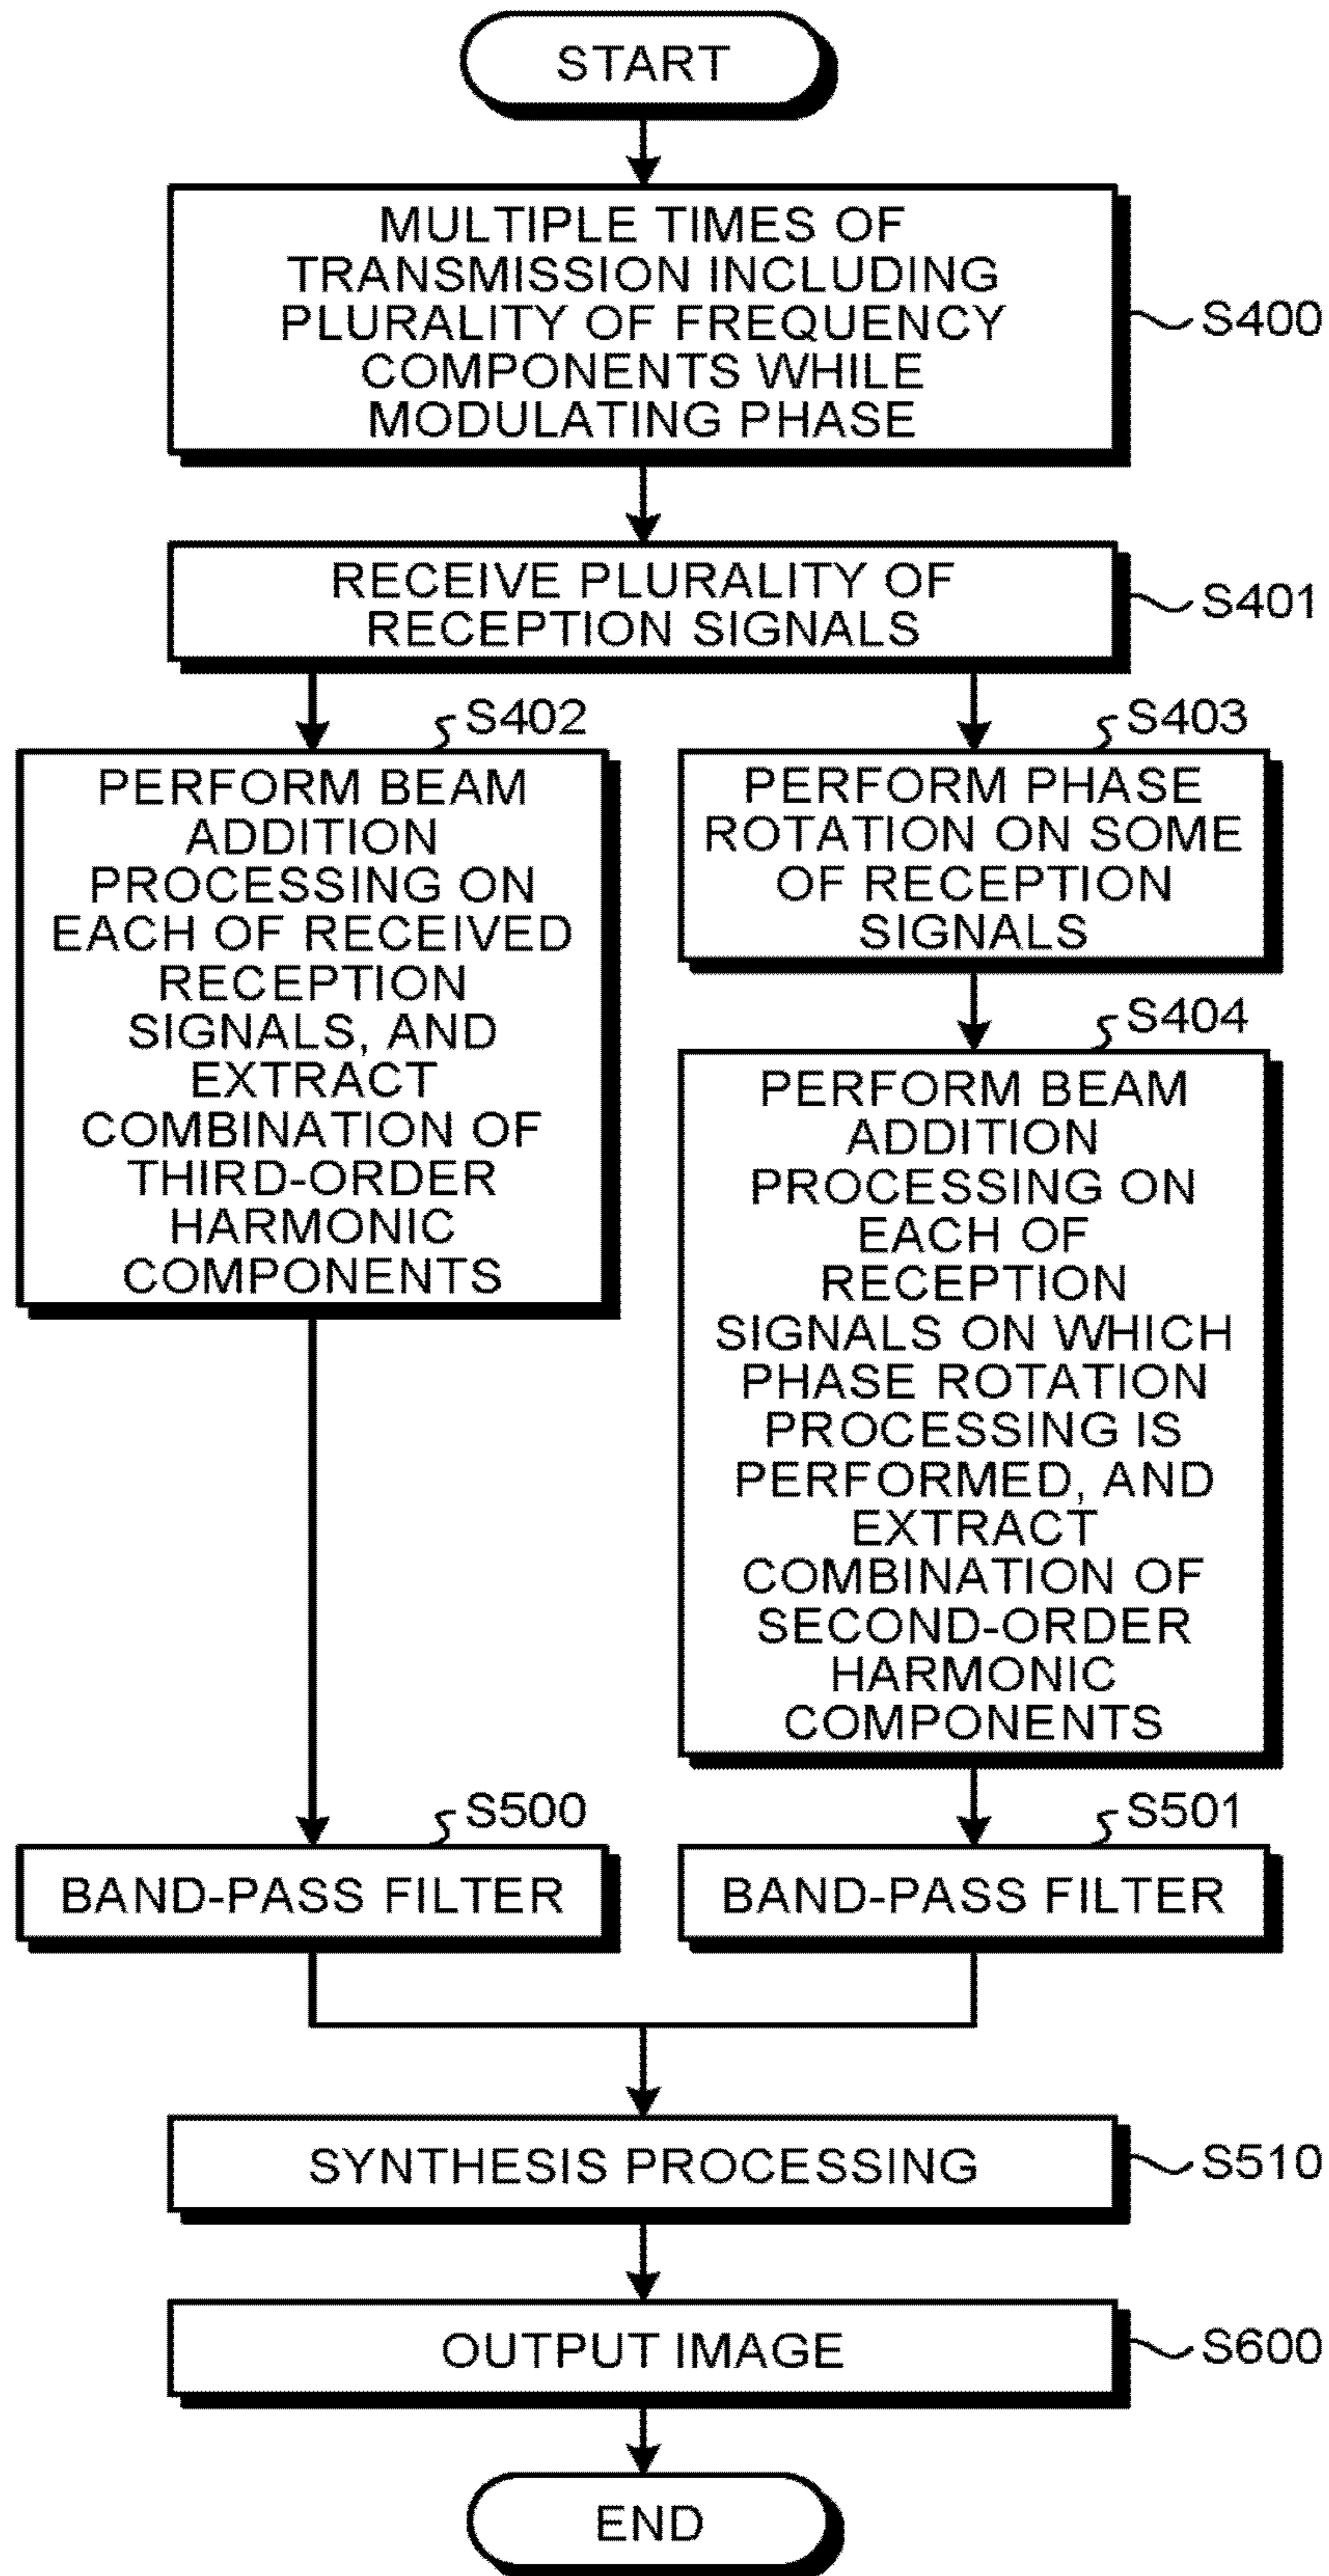 START
MULTIPLE TIMES OF
TRANSMISSION INCLUDING
PLURALITY OF FREQUENCY
COMPONENTS WHILE
MODULATING PHASE
S400
RECEIVE PLURALITY OF
RECEPTION SIGNALS
S401
S402
PERFORM BEAM
ADDITION
PROCESSING ON
EACH OF RECEIVED
RECEPTION
SIGNALS, AND
EXTRACT
COMBINATION OF
THIRD-ORDER
HARMONIC
COMPONENTS
S403
PERFORM PHASE
ROTATION ON SOME
OF RECEPTION
SIGNALS
S404
PERFORM BEAM
ADDITION
PROCESSING ON
EACH OF
RECEPTION
SIGNALS ON WHICH
PHASE ROTATION
PROCESSING IS
PERFORMED, AND
EXTRACT
COMBINATION OF
SECOND-ORDER
HARMONIC
COMPONENTS
S500
BAND-PASS FILTER
S501
BAND-PASS FILTER
SYNTHESIS PROCESSING
S510
OUTPUT IMAGE
S600
END